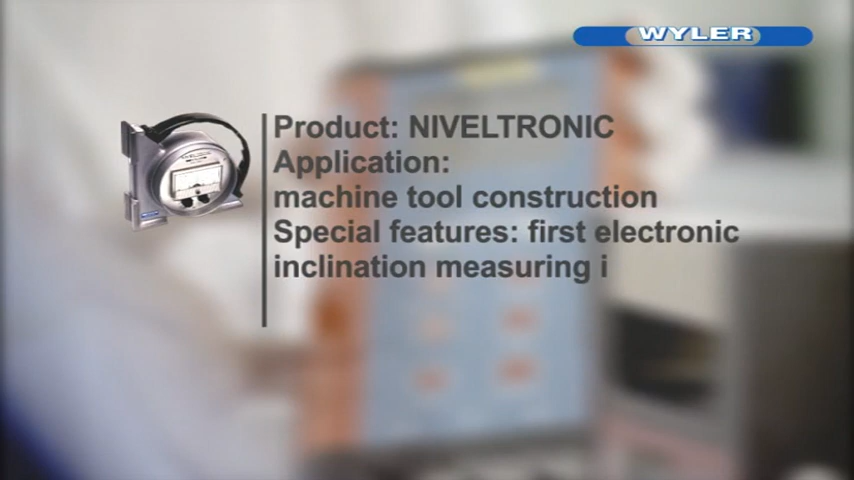 WYLER
Product: NIVELTRONIC
Application:
machine tool construction
Special features: first electronic
inclination measuring i